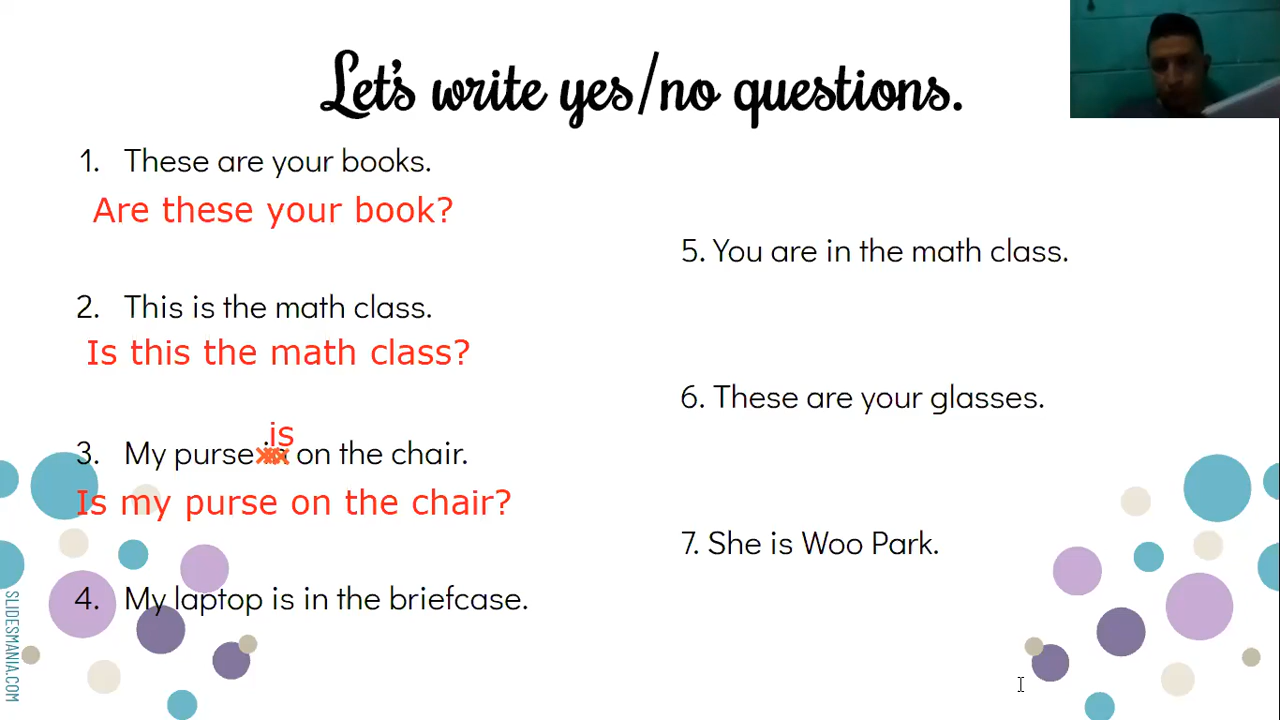 Let's write yes/no questions.
1. These are your books.
Are these your book?
2. This is the math class.
Is this the math class?
is
3. My purse on the chair.
Is my purse on the chair?
4. My laptop is in the briefcase.
5. You are in the math class.
6. These are your glasses.
7. She is Woo Park.
SLIDESMANIA.COM